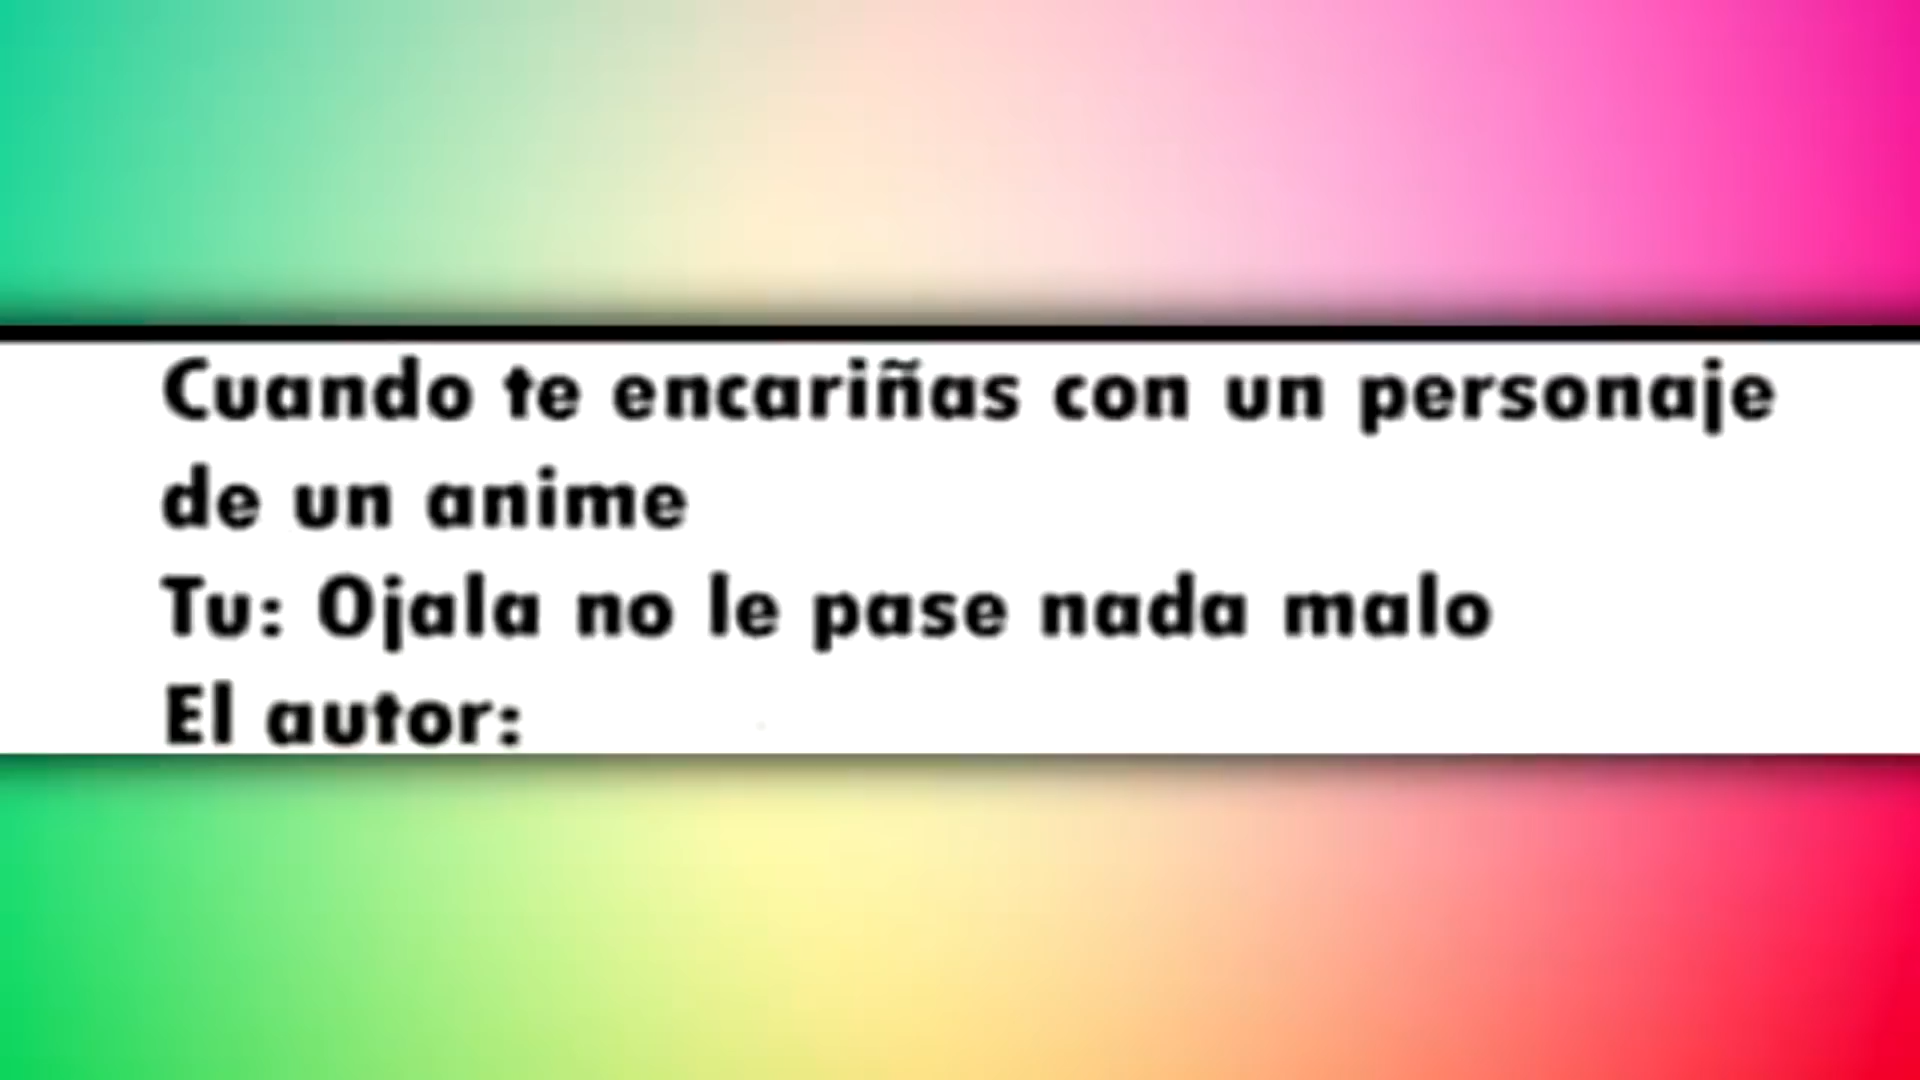 Cuando te encariñas con un personaje
de un anime
Tu: Ojala no le pase nada malo
El autor: